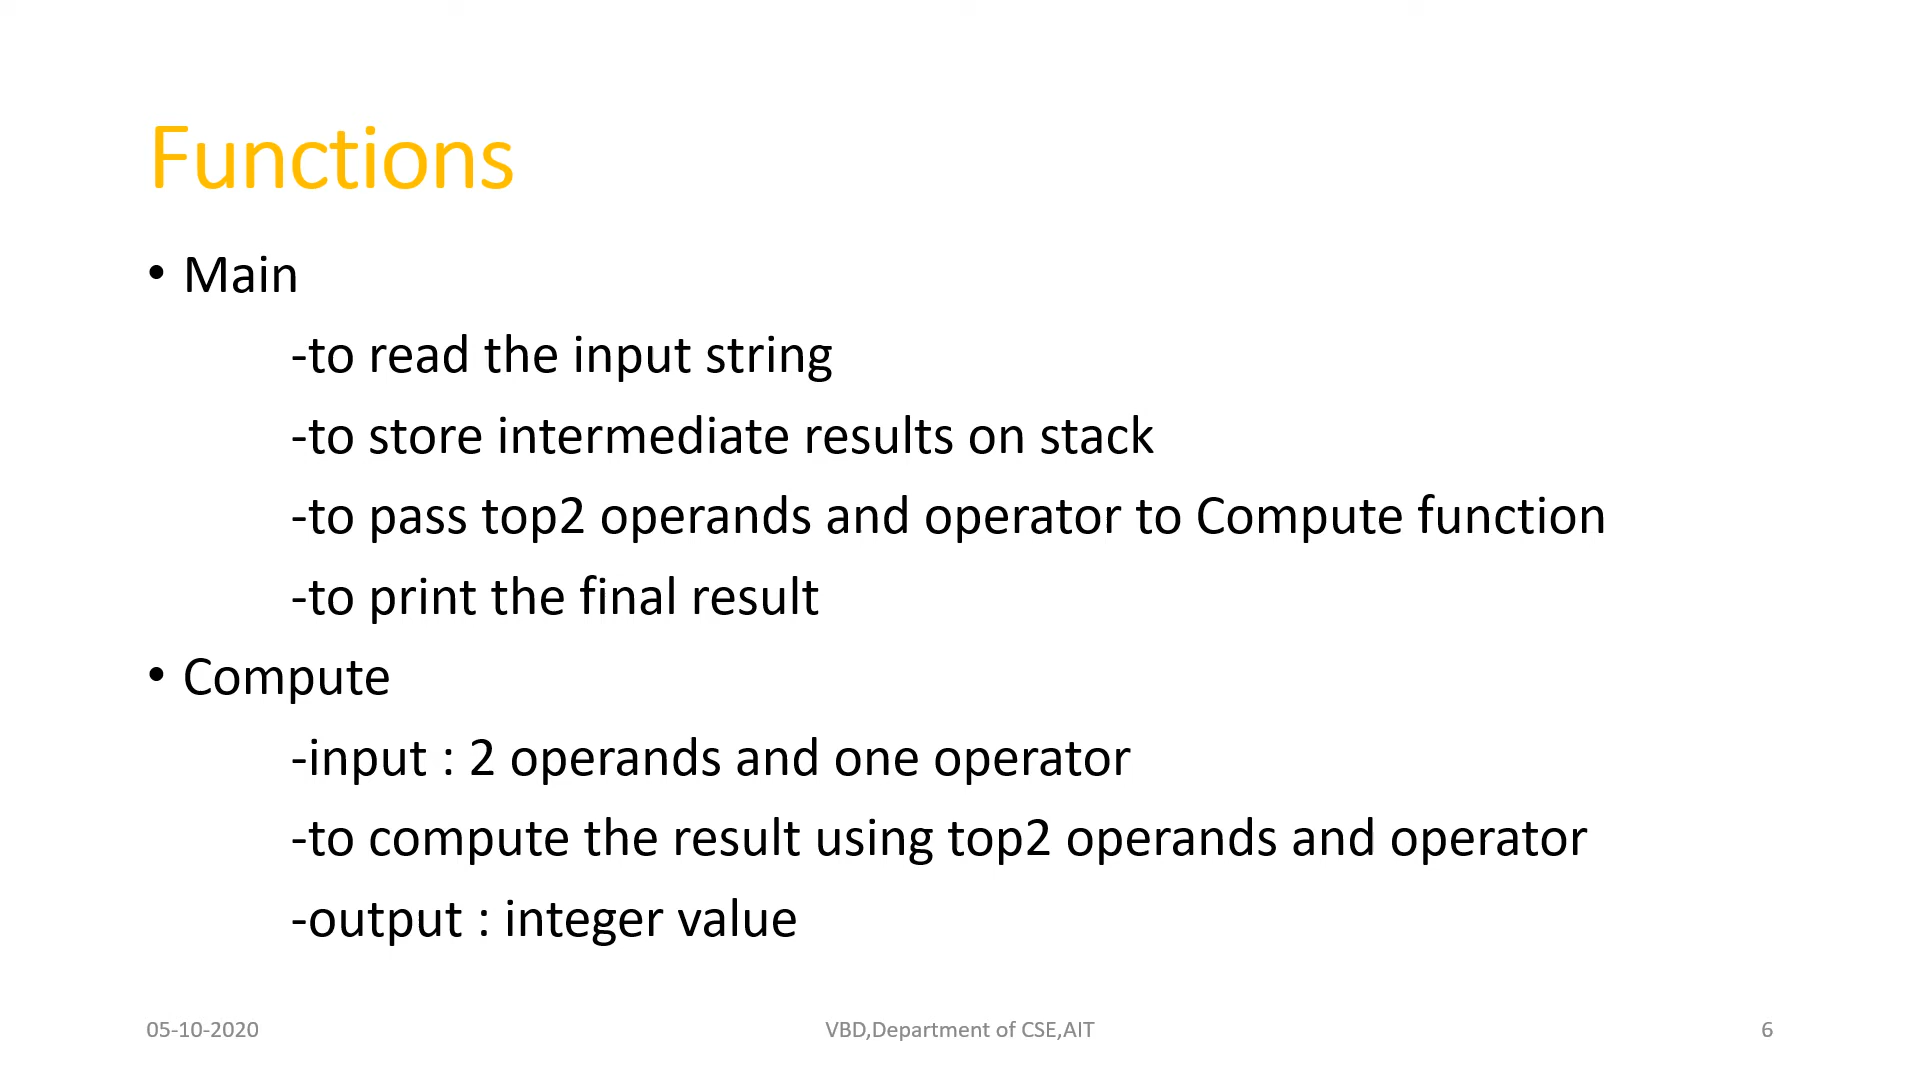 Functions
• Main
-to read the input string
-to store intermediate results on stack
-to pass top2 operands and operator to Compute function
-to print the final result
• Compute
-input : 2 operands and one operator
-to compute the result using top2 operands and operator
-output : integer value
05-10-2020
VBD,Department of CSE,AIT
6